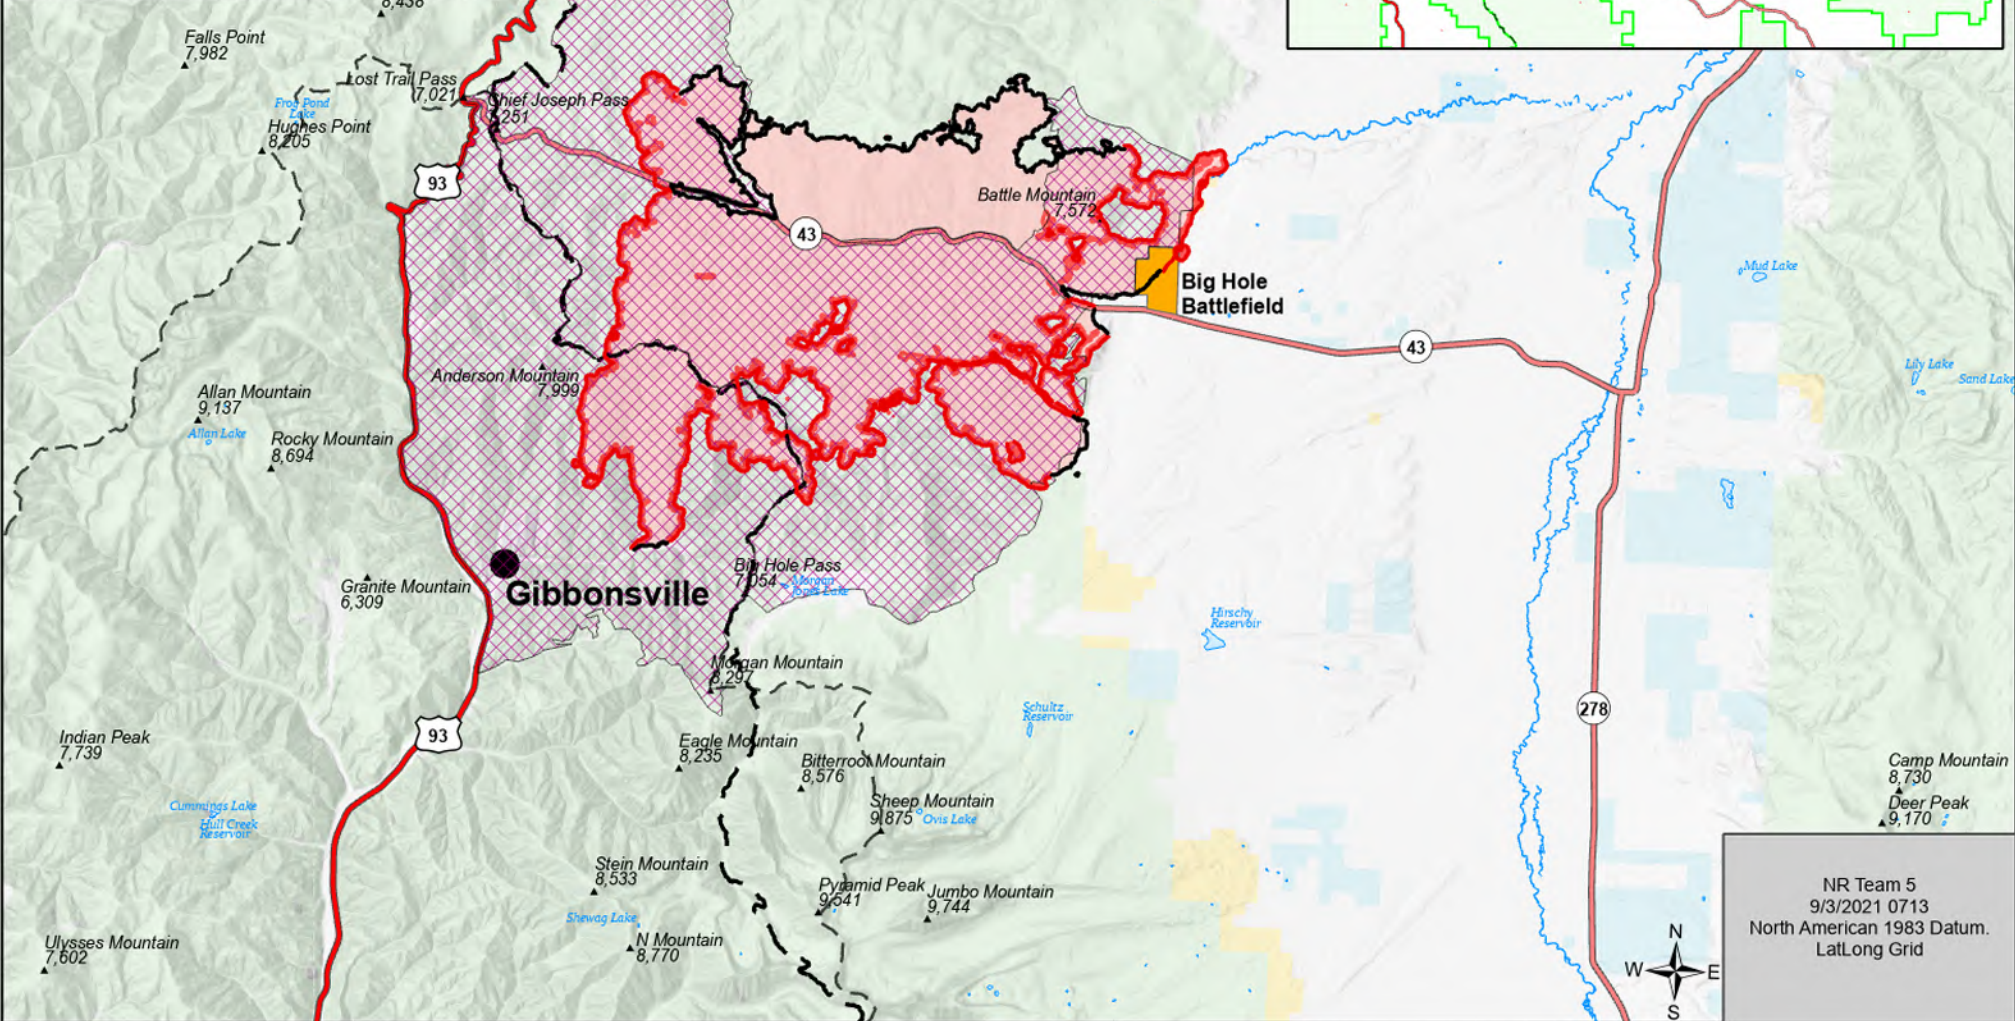 8,438
Falls Point
7,982
Lost Trail Pass
7,021
Chief Joseph Pass
7,251
Frog Pond
Lake
Hughes Point
8,205
93
Battle Mountain
7,572
43
Big Hole
Battlefield
Mud Lake
43
Lily Lake
Sand Lake
Anderson Mountain
7,999
Allan Mountain
9,137
Allan Lake
Rocky Mountain
8,694
Granite Mountain
6,309
Gibbonsville
Big Hole Pass
7,054
Morgan
Jones Lake
Hirschy
Reservoir
Morgan Mountain
8,297
Schultz
Reservoir
278
93
Indian Peak
7,739
Eagle Mountain
8,235
Bitterroot Mountain
8,576
Sheep Mountain
9,875
Ovis Lake
Cummings Lake
Hull Creek
Reservoir
Camp Mountain
8,730
Deer Peak
9,170
Stein Mountain
8,533
Pyramid Peak
9,541
Jumbo Mountain
9,744
Shewag Lake
N Mountain
8,770
Ulysses Mountain
7,602
NR Team 5
9/3/2021 0713
North American 1983 Datum.
LatLong Grid
N
W
E
S